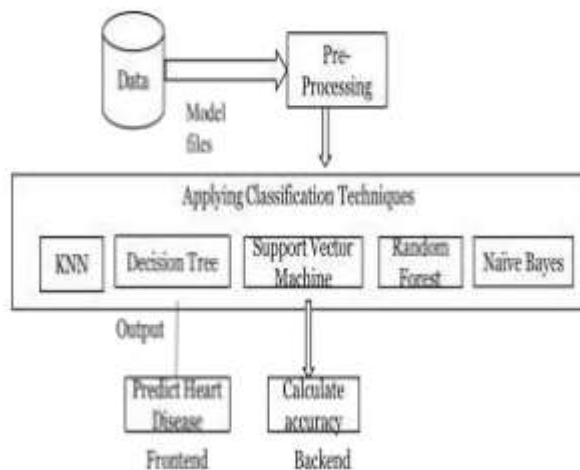 Data
Pre-
Processing
Model
files
Applying Classification Techniques
KNN
Decision Tree
Support Vector
Machine
Random
Forest
Naïve Bayes
Output
Predict Heart
Disease
Calculate
accuracy
Frontend
Backend